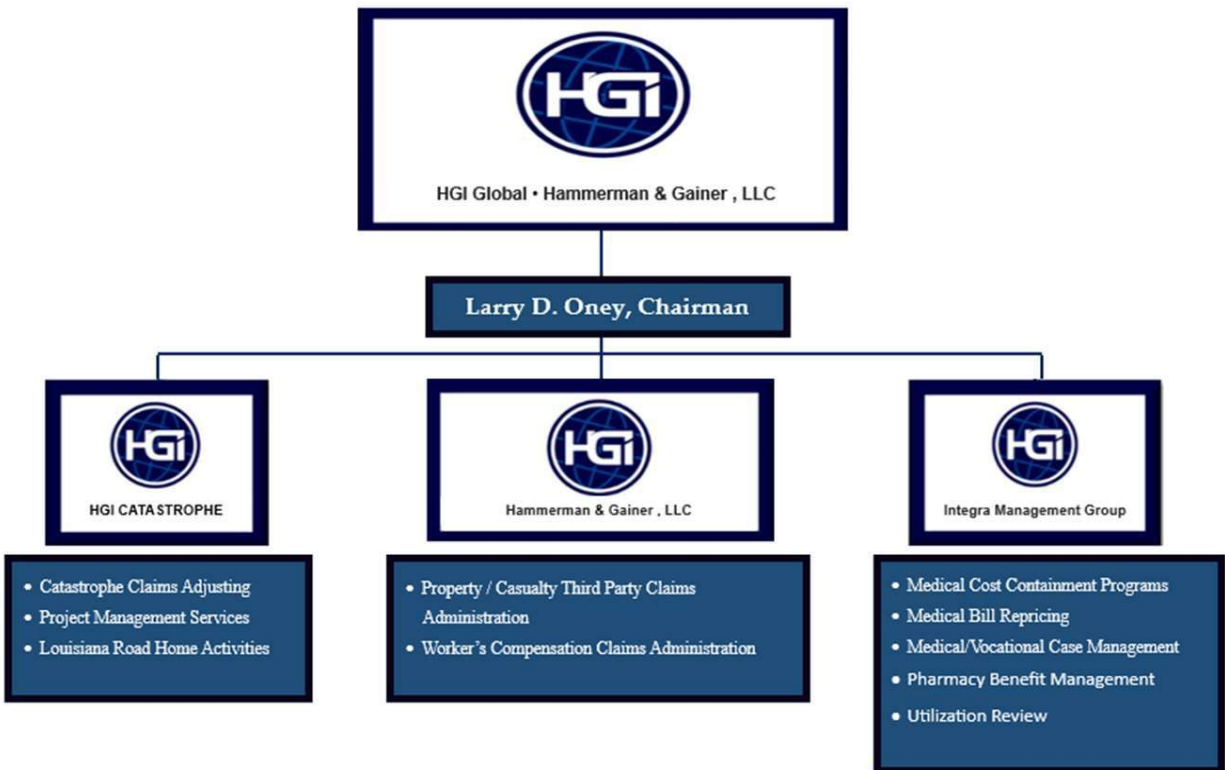 HGI
HGI Global • Hammerman & Gainer , LLC
Larry D. Oney, Chairman
HGI
HGI CATASTROPHE
• Catastrophe Claims Adjusting
• Project Management Services
• Louisiana Road Home Activities
HGI
Hammerman & Gainer , LLC
• Property / Casualty Third Party Claims
Administration
• Worker’s Compensation Claims Administration
HGI
Integra Management Group
• Medical Cost Containment Programs
• Medical Bill Repricing
• Medical/Vocational Case Management
• Pharmacy Benefit Management
• Utilization Review